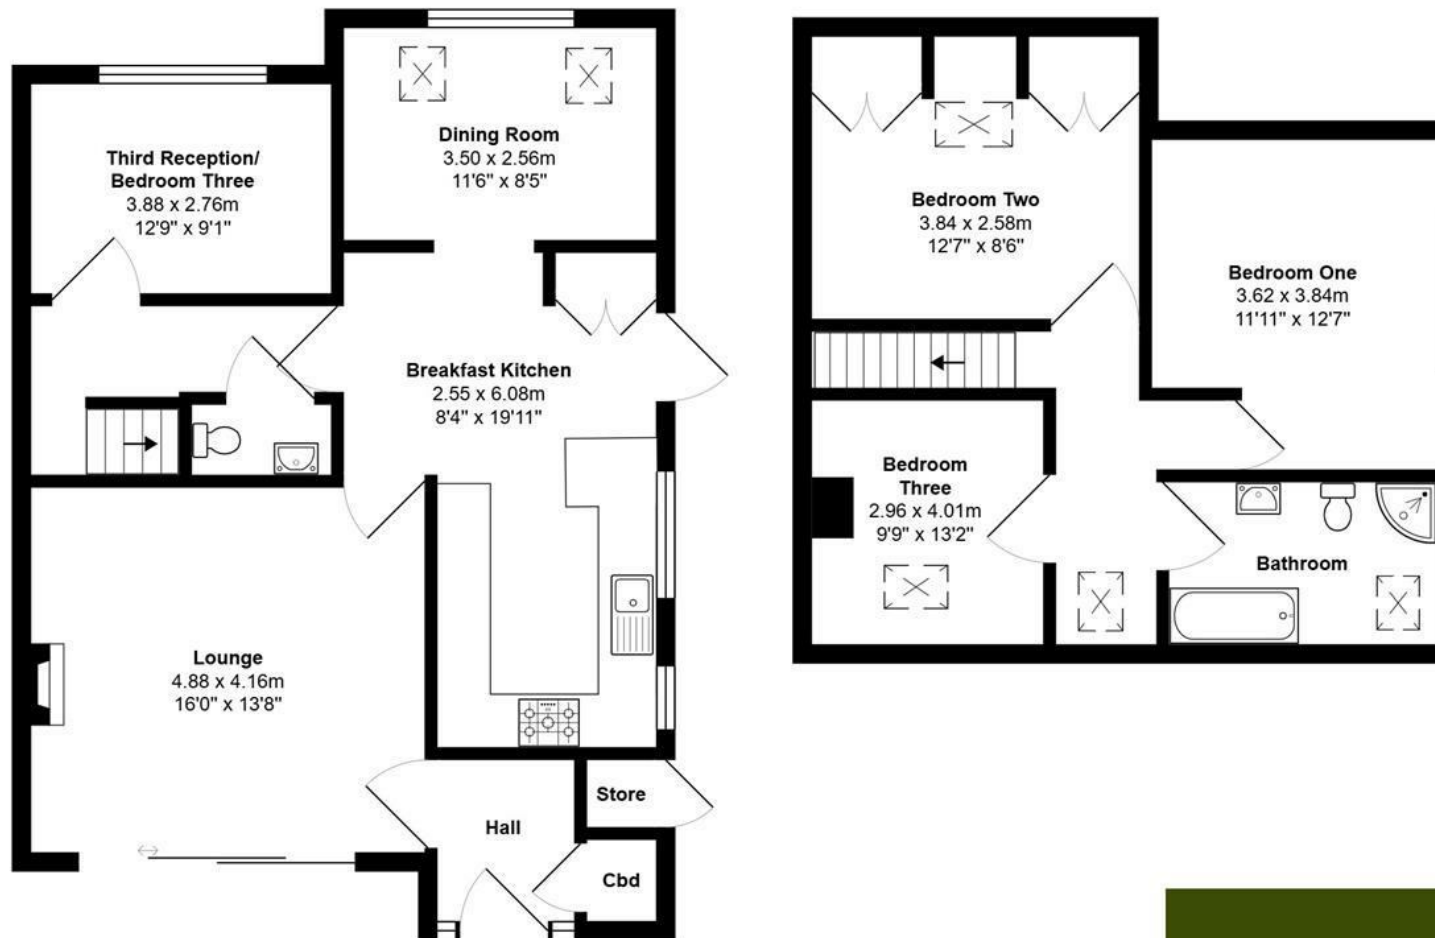 Third Reception/
Bedroom Three
3.88 x 2.76m
12'9" x 9'1"
Dining Room
3.50 x 2.56m
11'6" x 8'5"
Breakfast Kitchen
2.55 x 6.08m
8'4" x 19'11"
Lounge
4.88 x 4.16m
16'0" x 13'8"
Hall
Store
Cbd
Bedroom Two
3.84 x 2.58m
12'7" x 8'6"
Bedroom One
3.62 x 3.84m
11'11" x 12'7"
Bedroom
Three
2.96 x 4.01m
9'9" x 13'2"
Bathroom